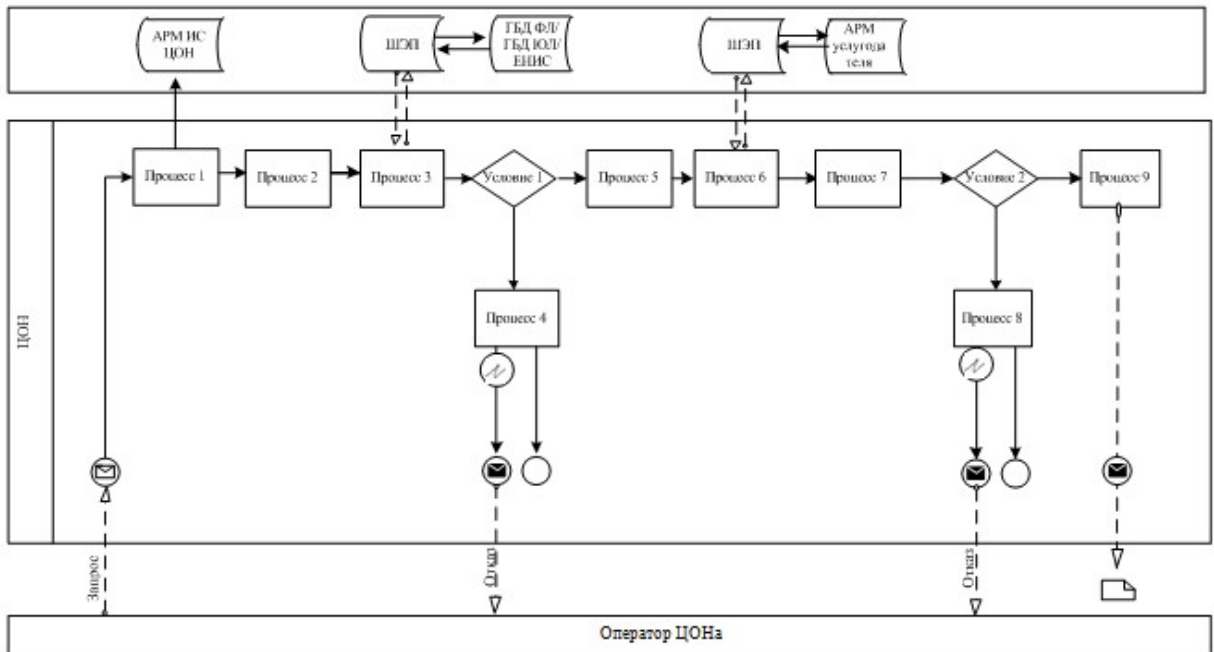 АРМ ИС
ЦОН
ШЭП
ГБД ФЛ/
ГБД ЮЛ/
ЕНИС
ШЭП
АРМ
услугода
теля
ЦОН
Процесс 1
Процесс 2
Процесс 3
Условие 1
Процесс 5
Процесс 6
Процесс 7
Условие 2
Процесс 9
Процесс 4
Процесс 8
Запрос
Отказ
Отказ
Оператор ЦОНа